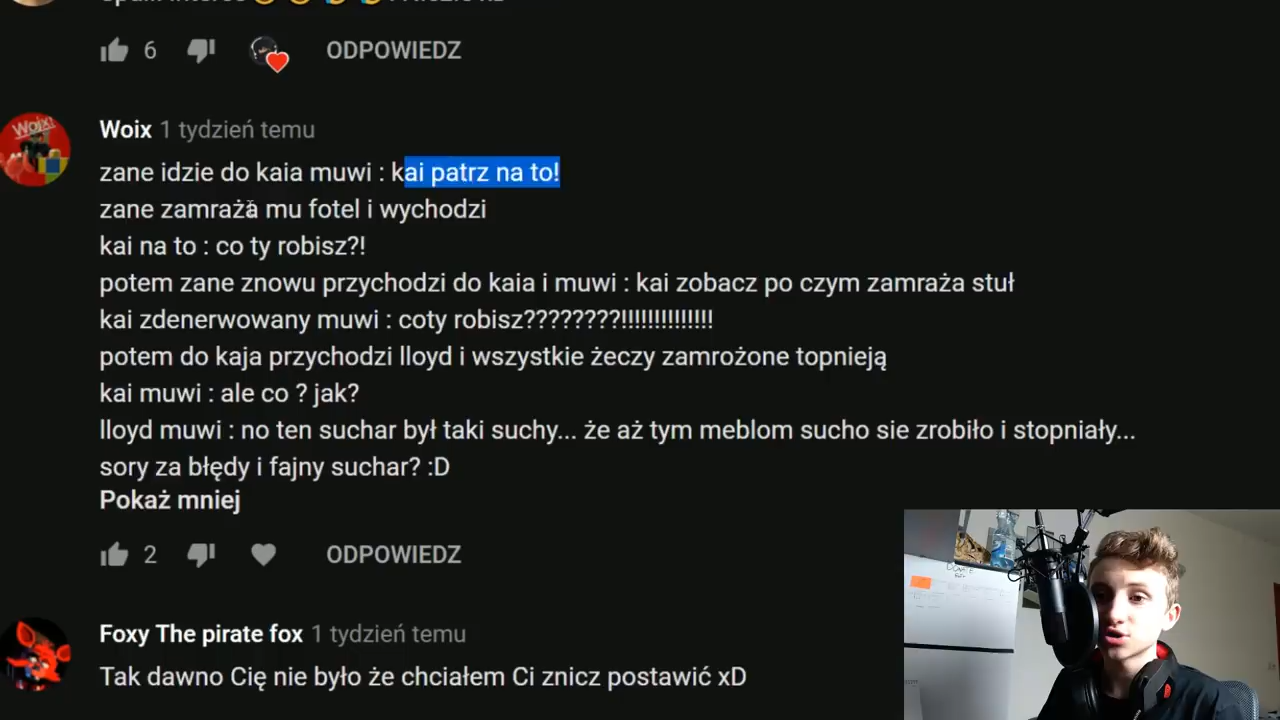 6 ODPOWIEDZ
Woix 1 tydzień temu
zane idzie do kaia muwi : kai patrz na to!
zane zamraża mu fotel i wychodzi
kai na to : co ty robisz?!
potem zane znowu przychodzi do kaia i muwi : kai zobacz po czym zamraża stuł
kai zdenerwowany muwi : coty robisz????????!!!!!!!!!!!!!!
potem do kaja przychodzi lloyd i wszystkie żeczy zamrożone topnieją
kai muwi : ale co ? jak?
lloyd muwi : no ten suchar był taki suchy... że aż tym meblom sucho sie zrobiło i stopniały...
sory za błędy i fajny suchar? :D
Pokaż mniej
2 ODPOWIEDZ
Foxy The pirate fox 1 tydzień temu
Tak dawno Cię nie było że chciałem Ci znicz postawić xD